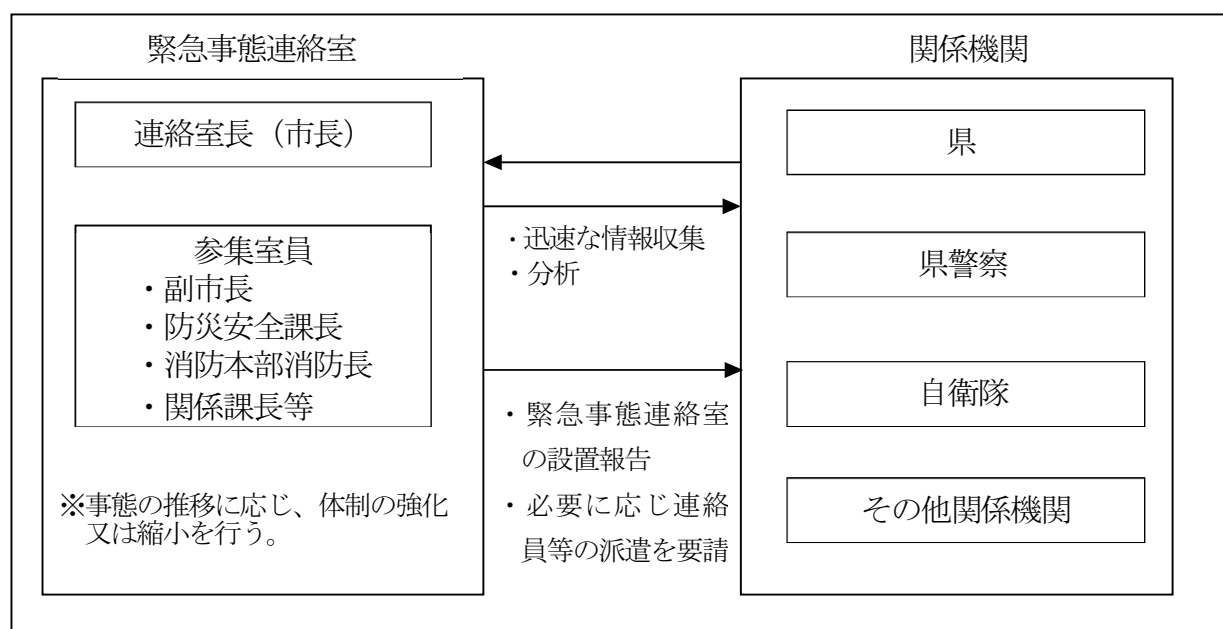 緊急事態連絡室
連絡室長（市長）
参集室員
・副市長
・防災安全課長
・消防本部消防長
・関係課長等
※事態の推移に応じ、体制の強化
又は縮小を行う。
・迅速な情報収集
・分析
・緊急事態連絡室
の設置報告
・必要に応じ連絡
員等の派遣を要請
関係機関
県
県警察
自衛隊
その他関係機関